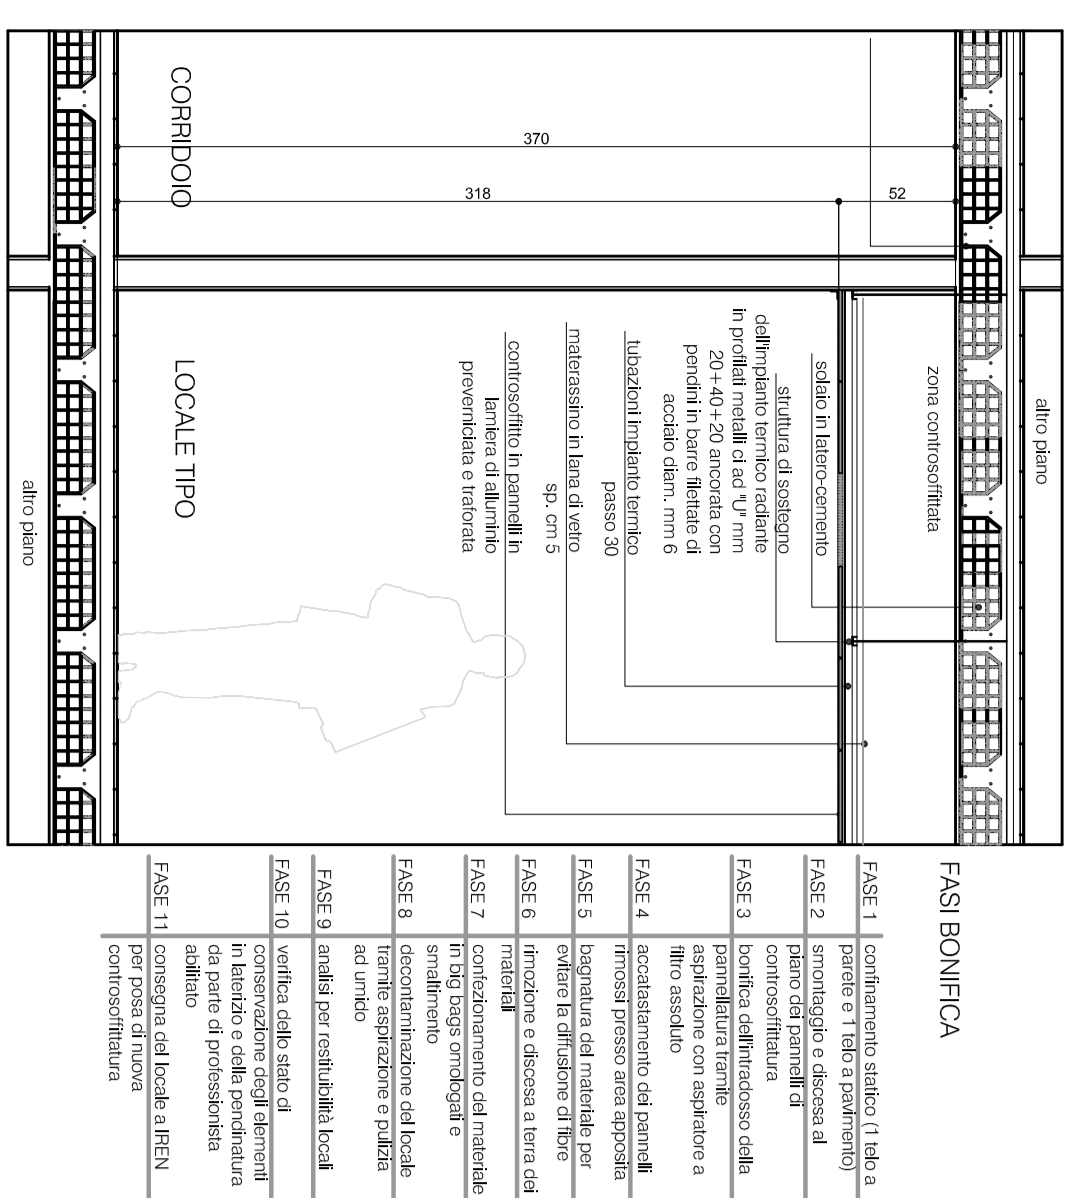 altro piano
zona controsoffittata
solaio in latero-cemento
struttura di sostegno
dell'impianto termico radiante
in profilati metalli ci ad "U" mm
20+40+20 ancorata con
pendini in barre filettate di
acciaio diam. mm 6
tubazioni impianto termico
passo 30
materassino in lana di vetro
sp. cm 5
controsoffitto in pannelli in
lamiera di alluminio
preverniciata e traforata
52
370
318
CORRIDOIO
LOCALE TIPO
altro piano
FASI BONIFICA
FASE 1 confinamento statico (1 telo a
parete e 1 telo a pavimento)
FASE 2 smontaggio e discesa al
piano dei pannelli di
controsoffittatura
FASE 3 bonifica dell'intradosso della
pannellatura tramite
aspirazione con aspiratore a
filtro assoluto
FASE 4 accatastamento dei pannelli
rimossi presso area apposita
FASE 5 bagnatura del materiale per
evitare la diffusione di fibre
FASE 6 rimozione e discesa a terra dei
materiali
FASE 7 confezionamento del materiale
in big bags omologati e
smaltimento
FASE 8 decontaminazione del locale
tramite aspirazione e pulizia
ad umido
FASE 9 analisi per restituibilità locali
FASE 10 verifica dello stato di
conservazione degli elementi
in laterizio e della pendinatura
da parte di professionista
abilitato
FASE 11 consegna del locale a IREN
per posa di nuova
controsoffittatura